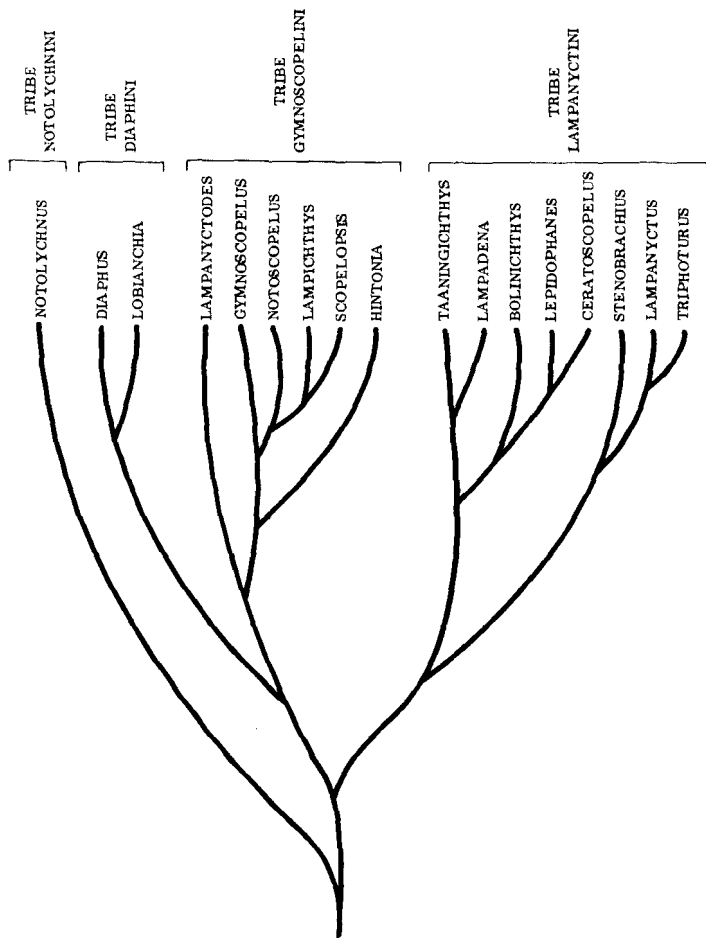 TRIBE
NOTOLYCHNINI
TRIBE
DIAPHINI
TRIBE
GYMNOSCOPELINI
TRIBE
LAMPANYCTINI
NOTOLYCHNUS
DIAPHUS
LOBIANCHIA
LAMPANYCTODES
GYMNOSCOPELUS
NOTOSCOPELUS
LAMPICHTHYS
SCOPELOPSIS
HINTONIA
TAANINGICHTHYS
LAMPADENA
BOLINICHTHYS
LEPIDOPHANES
CERATOSCOPELUS
STENOBRACHIUS
LAMPANYCTUS
TRIPHOTURUS